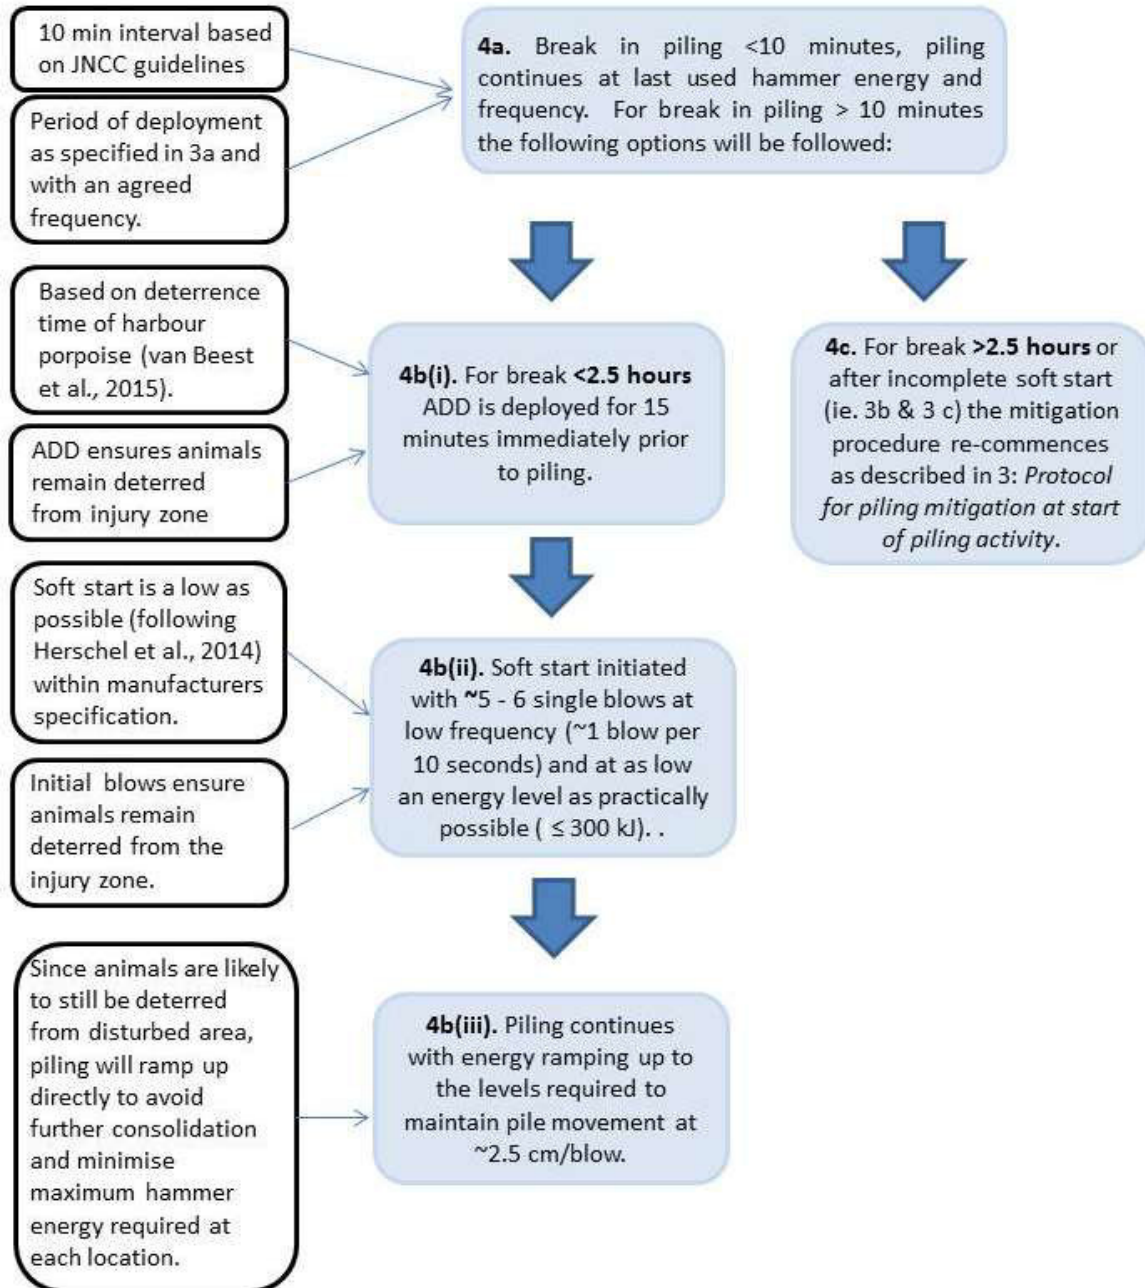 10 min interval based
on JNCC guidelines
Period of deployment
as specified in 3a and
with an agreed
frequency.
4a. Break in piling <10 minutes, piling
continues at last used hammer energy and
frequency. For break in piling > 10 minutes
the following options will be followed:
Based on deterrence
time of harbour
porpoise (van Beest
et al., 2015).
ADD ensures animals
remain deterred
from injury zone
4b(i). For break <2.5 hours
ADD is deployed for 15
minutes immediately prior
to piling.
4c. For break >2.5 hours or
after incomplete soft start
(ie. 3b & 3 c) the mitigation
procedure re-commences
as described in 3: Protocol
for piling mitigation at start
of piling activity.
Soft start is a low as
possible (following
Herschel et al., 2014)
within manufacturers
specification.
Initial blows ensure
animals remain
deterred from the
injury zone.
4b(ii). Soft start initiated
with ~5 - 6 single blows at
low frequency (~1 blow per
10 seconds) and at as low
an energy level as practically
possible ( ≤ 300 kJ). .
Since animals are likely
to still be deterred
from disturbed area,
piling will ramp up
directly to avoid
further consolidation
and minimise
maximum hammer
energy required at
each location.
4b(iii). Piling continues
with energy ramping up to
the levels required to
maintain pile movement at
~2.5 cm/blow.